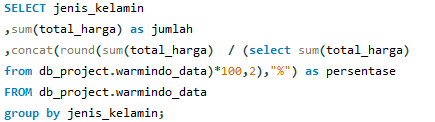 SELECT jenis_kelamin
,sum(total_harga) as jumlah
,concat(round(sum(total_harga) / (select sum(total_harga)
from db_project.warmindo_data)*100,2),"%") as persentase
FROM db_project.warmindo_data
group by jenis_kelamin;